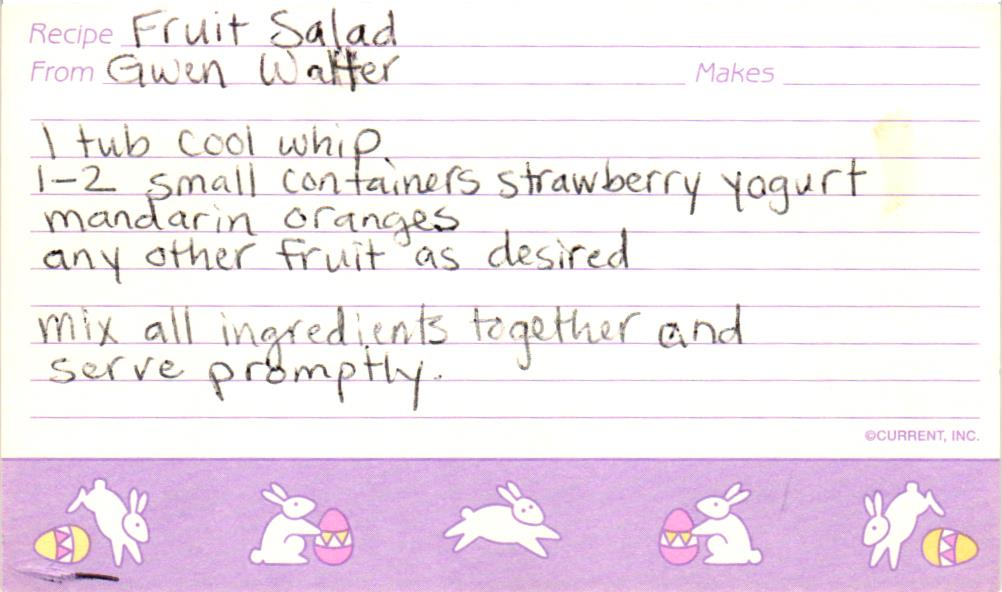 Recipe Fruit Salad
From Gwen Walter Makes
1 tub cool whip
1-2 small containers strawberry yogurt
mandarin oranges
any other fruit as desired
mix all ingredients together and
serve promptly.
©CURRENT, INC.